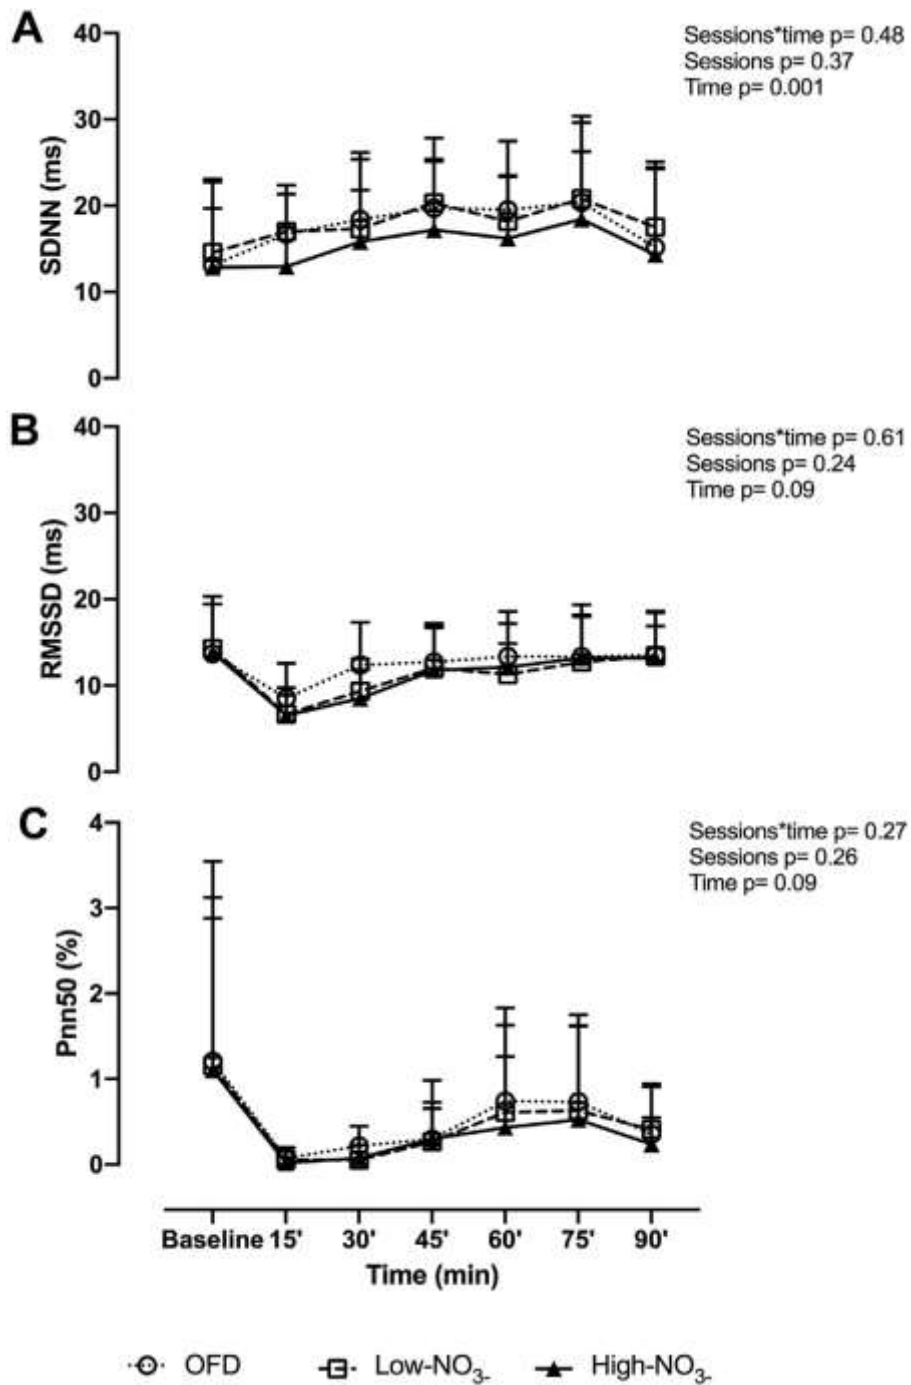 A
40
30
20
10
0
SDNN (ms)
Sessions*time p= 0.48
Sessions p= 0.37
Time p= 0.001
B
40
30
20
10
0
RMSSD (ms)
Sessions*time p= 0.61
Sessions p= 0.24
Time p= 0.09
C
4
3
2
1
0
Pnn50 (%)
Sessions*time p= 0.27
Sessions p= 0.26
Time p= 0.09
Baseline 15' 30' 45' 60' 75' 90'
Time (min)
OFD Low-NO3- High-NO3-